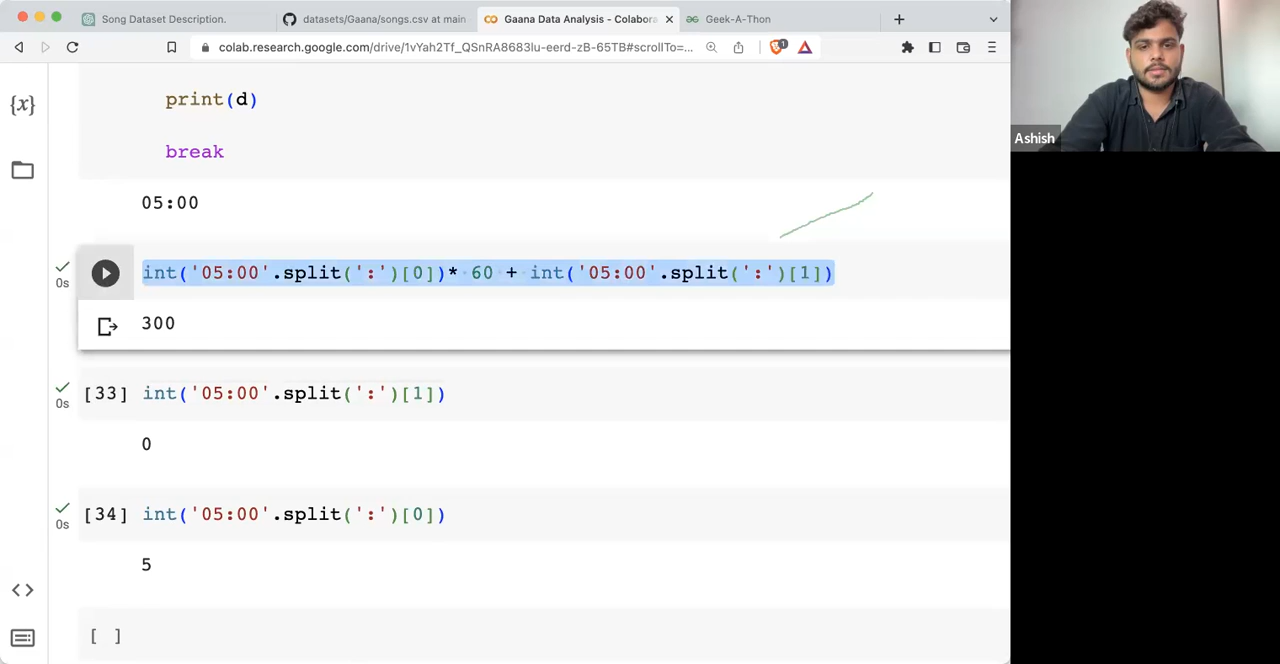 Song Dataset Description.
datasets/Gaana/songs.csv at main
Gaana Data Analysis - Colabora
Geek-A-Thon
colab.research.google.com/drive/1vYah2Tf_QSnRA8683lu-eerd-zB-65TB#scrollTo=...
1
Ashish
{x}
print(d)
break
05:00
0s
int('05:00'.split(':')[0])* 60 + int('05:00'.split(':')[1])
300
0s
[33] int('05:00'.split(':')[1])
0
0s
[34] int('05:00'.split(':')[0])
5
[ ]